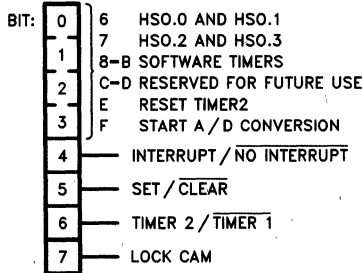 BIT: 0 6 HSO.0 AND HSO.1
7 HSO.2 AND HSO.3
1 8-B SOFTWARE TIMERS
2 C-D RESERVED FOR FUTURE USE
E RESET TIMER2
3 F START A/D CONVERSION
4 INTERRUPT/NO INTERRUPT
5 SET/CLEAR
6 TIMER 2/TIMER 1
7 LOCK CAM